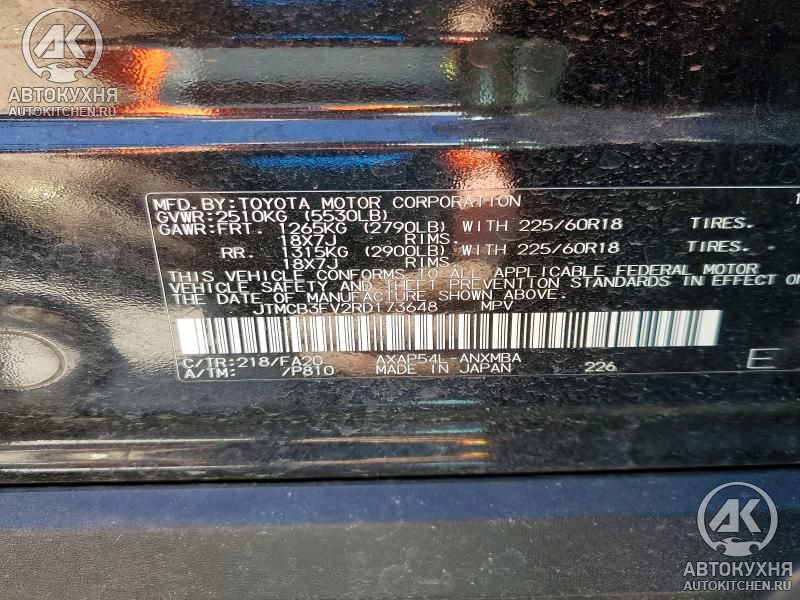 АК
АВТОКУХНЯ
AUTOKITCHEN.RU
MFD. BY: TOYOTA MOTOR CORPORATION
GVWR: 2510KG (5530LB)
GAWR: FRT. 1265KG (2790LB) WITH 225/60R18 TIRES.
18X7J RIMS.
RR. 1315KG (2900LB) WITH 225/60R18 TIRES.
18X7J RIMS
THIS VEHICLE CONFORMS TO ALL APPLICABLE FEDERAL MOTOR
VEHICLE SAFETY AND THEFT PREVENTION STANDARDS IN EFFECT ON
THE DATE OF MANUFACTURE SHOWN
JTMCB3FV2RD173648 MPV
C/TR: 218/FA20 AXAP54L-ANXMBA
A/TM: /P810 MADE IN JAPAN 226 E
АК
АВТОКУХНЯ
AUTOKITCHEN.RU